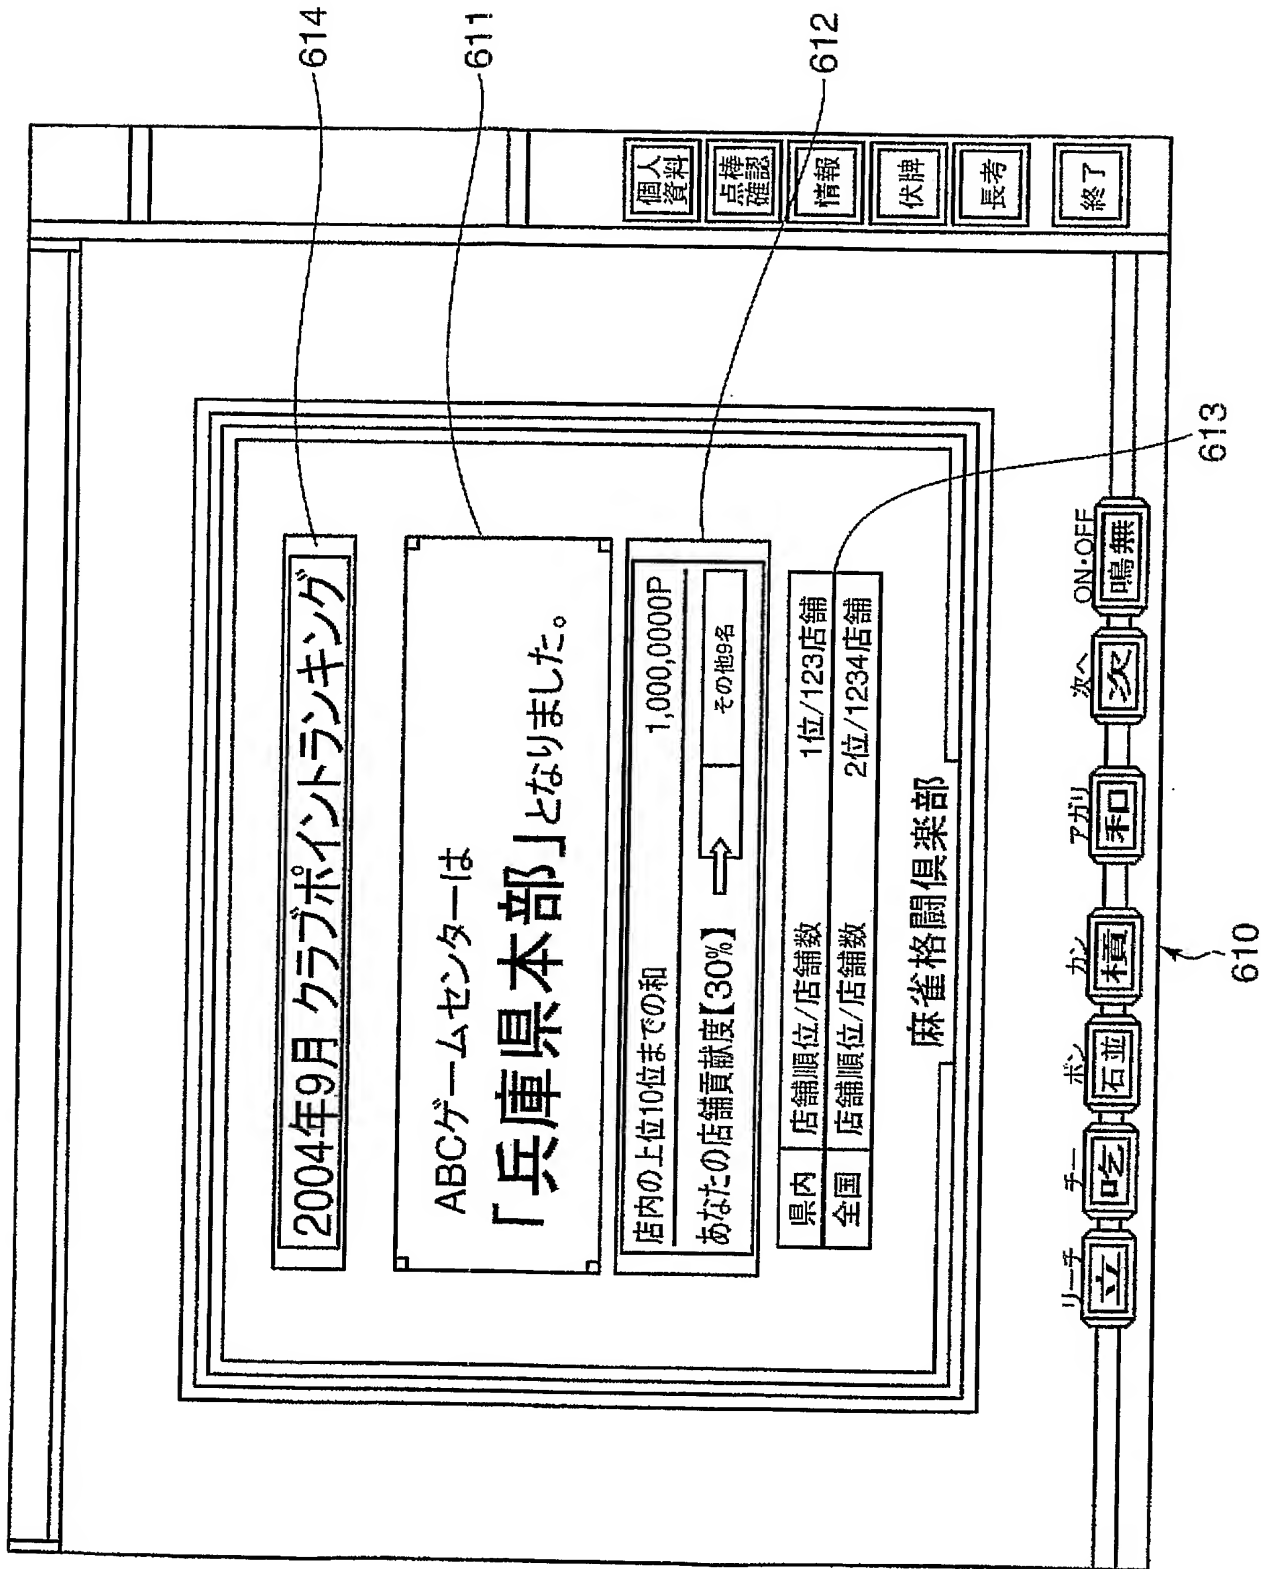 2004年9月 クラブポイントランキング
614
ABCゲームセンターは
「兵庫県本部」となりました。
611
店内の上位10位までの和 1,000,0000P
あなたの店舗貢献度【30%】 その他9名
612
県内 店舗順位/店舗数 1位/123店舗
全国 店舗順位/店舗数 2位/1234店舗
613
麻雀格闘倶楽部
個人
資料
点棒
確認
情報
伏牌
長考
終了
リーチ チー ポン カン アガリ 次へ ON・OFF
立 吃 碰 槓 和 次 鳴無
610